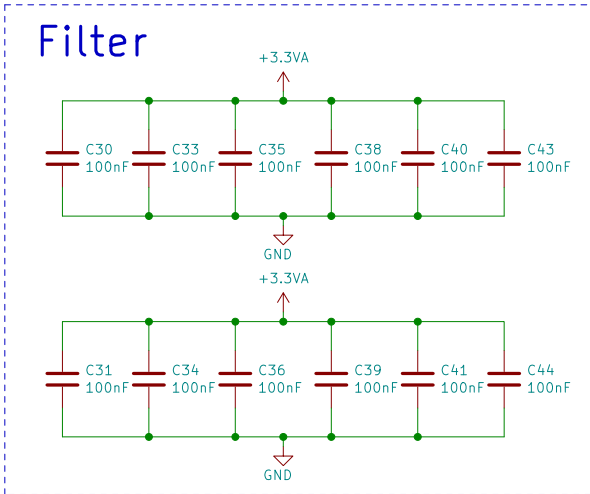 Filter
+3.3VA
C30 C33 C35 C38 C40 C43
100nF 100nF 100nF 100nF 100nF 100nF
GND
+3.3VA
C31 C34 C36 C39 C41 C44
100nF 100nF 100nF 100nF 100nF 100nF
GND